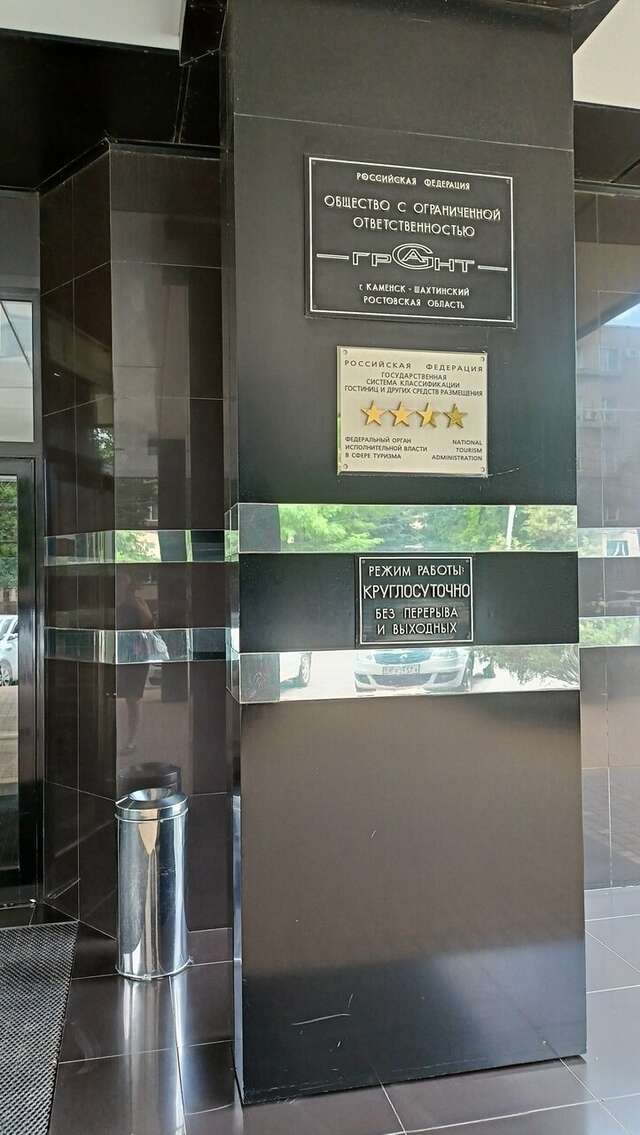 РОССИЙСКАЯ ФЕДЕРАЦИЯ
ОБЩЕСТВО С ОГРАНИЧЕННОЙ
ОТВЕТСТВЕННОСТЬЮ
ГРАНТ
г. КАМЕНСК - ШАХТИНСКИЙ
РОСТОВСКАЯ ОБЛАСТЬ
РОССИЙСКАЯ ФЕДЕРАЦИЯ
ГОСУДАРСТВЕННАЯ
СИСТЕМА КЛАССИФИКАЦИИ
ГОСТИНИЦ И ДРУГИХ СРЕДСТВ РАЗМЕЩЕНИЯ
ФЕДЕРАЛЬНЫЙ ОРГАН
ИСПОЛНИТЕЛЬНОЙ ВЛАСТИ
В СФЕРЕ ТУРИЗМА
NATIONAL
TOURISM
ADMINISTRATION
РЕЖИМ РАБОТЫ:
КРУГЛОСУТОЧНО
БЕЗ ПЕРЕРЫВА
И ВЫХОДНЫХ